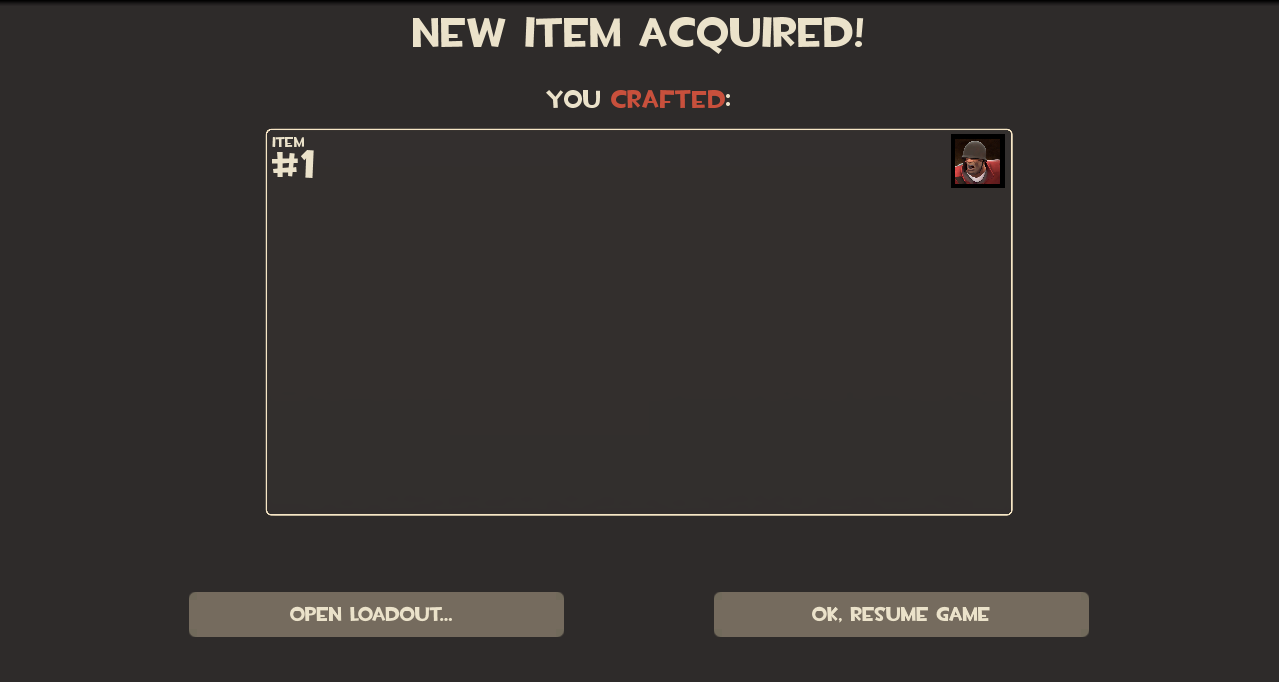 NEW ITEM ACQUIRED!
YOU CRAFTED:
ITEM
#1
OPEN LOADOUT...
OK, RESUME GAME